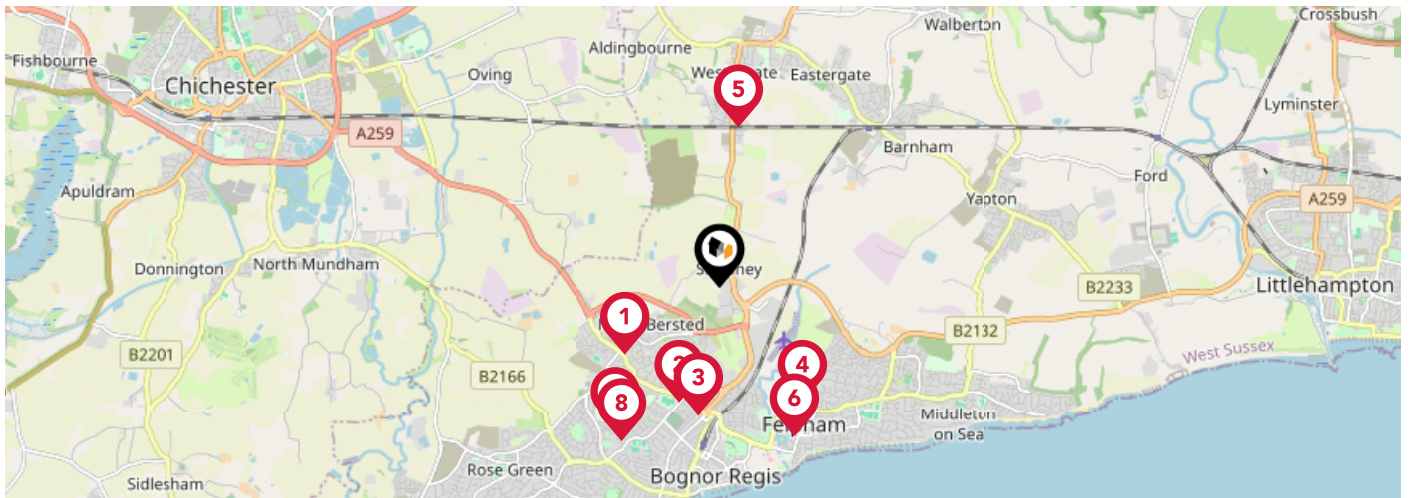 Crossbush
Walberton
Fishbourne
Aldingbourne
Oving
Eastergate
Chichester
5
Lyminster
A259
Barnham
Ford
Apuldram
Yapton
A259
Donnington
North Mundham
Littlehampton
B2233
1
Bersted
B2132
B2201
West Sussex
B2166
3
4
8
6
Middleton
on Sea
Rose Green
Bognor Regis
Sidlesham